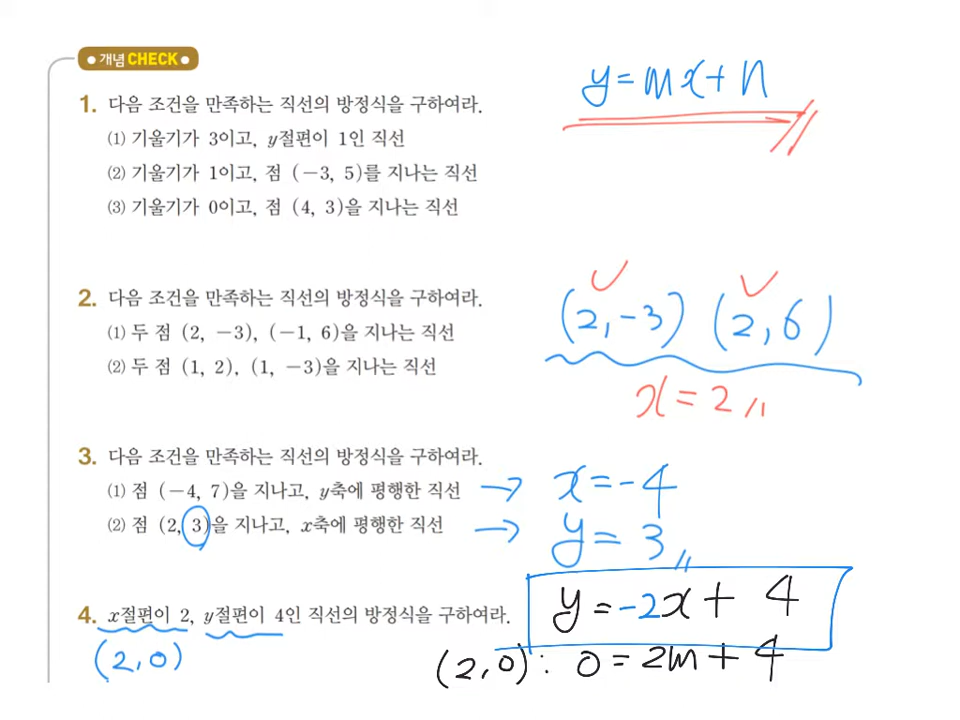 개념 CHECK
y=mx+n
1. 다음 조건을 만족하는 직선의 방정식을 구하여라.
(1) 기울기가 3이고, y절편이 1인 직선
(2) 기울기가 1이고, 점 (-3, 5)를 지나는 직선
(3) 기울기가 0이고, 점 (4, 3)을 지나는 직선
2. 다음 조건을 만족하는 직선의 방정식을 구하여라.
(1) 두 점 (2, -3), (-1, 6)을 지나는 직선
(2) 두 점 (1, 2), (1, -3)을 지나는 직선
(2,-3) (2,6)
x=2
3. 다음 조건을 만족하는 직선의 방정식을 구하여라.
(1) 점 (-4, 7)을 지나고, y축에 평행한 직선 → x=-4
(2) 점 (2, 3)을 지나고, x축에 평행한 직선 → y=3
4. x절편이 2, y절편이 4인 직선의 방정식을 구하여라.
y=-2x+4
(2,0)
(2,0): 0=2m+4